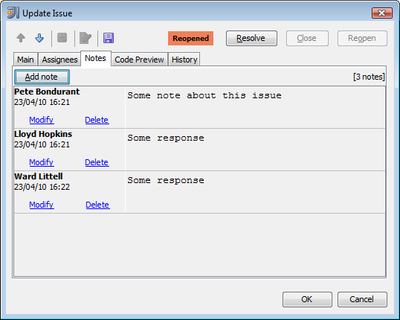 Update Issue
Reopened Resolve Close Reopen
Main Assignees Notes Code Preview History
Add note [3 notes]
Pete Bondurant Some note about this issue
23/04/10 16:21
Modify Delete
Lloyd Hopkins Some response
23/04/10 16:21
Modify Delete
Ward Littell Some response
23/04/10 16:22
Modify Delete
OK Cancel